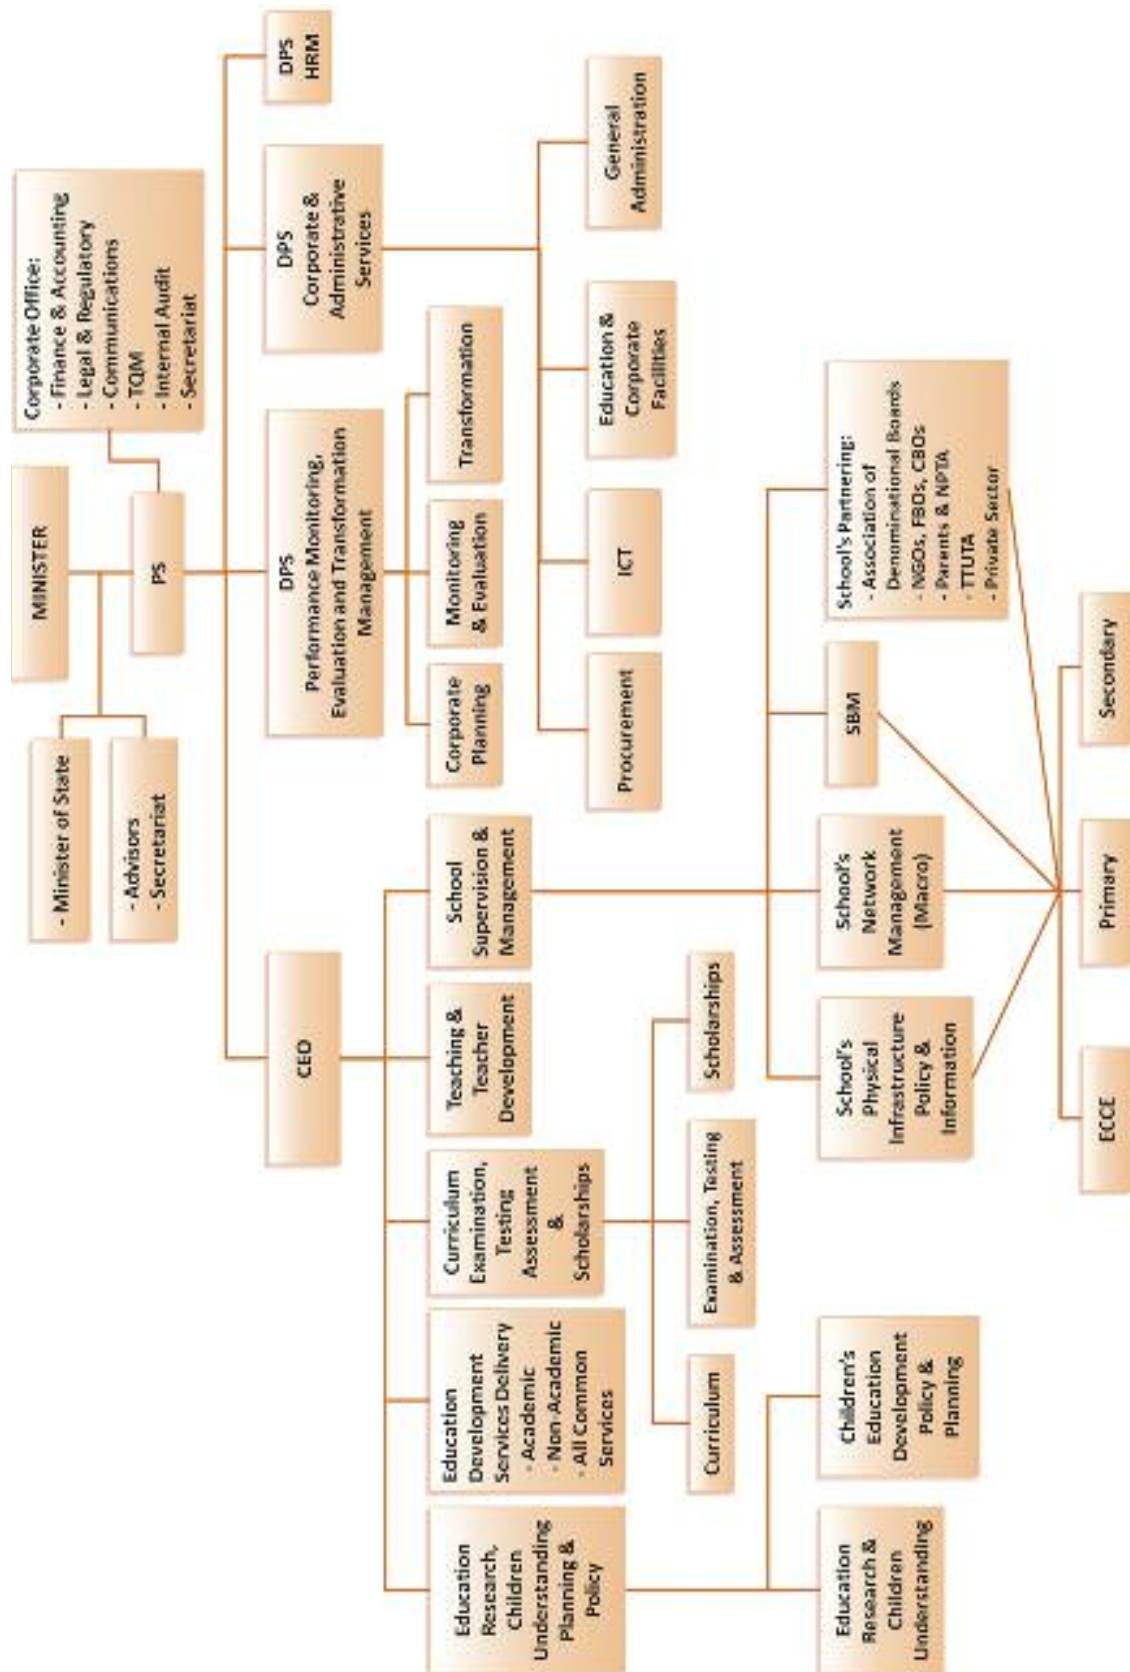 MINISTER
- Minister of State
- Advisors
- Secretariat
PS
Corporate Office:
- Finance & Accounting
- Legal & Regulatory
- Communications
- TQM
- Internal Audit
- Secretariat
CEO
DPS
Performance Monitoring,
Evaluation and Transformation
Management
DPS
Corporate &
Administrative
Services
DPS
HRM
Education
Research,
Children
Understanding
Planning &
Policy
Education
Development
Services Delivery
- Academic
- Non-Academic
- All Common
Services
Curriculum
Examination,
Testing
Assessment
&
Scholarships
Teaching &
Teacher
Development
School
Supervision &
Management
Corporate
Planning
Monitoring
& Evaluation
Transformation
Procurement
ICT
Education &
Corporate
Facilities
General
Administration
Curriculum
Examination, Testing
& Assessment
Scholarships
Education
Research &
Children
Understanding
Children's
Education
Development
Policy &
Planning
School's
Physical
Infrastructure
Policy &
Information
School's
Network
Management
(Macro)
SBM
School's Partnering:
- Association of
Denominational Boards
- NGOs, FBOs, CBOs
- Parents & NPTA
- TTUTA
- Private Sector
ECCE
Primary
Secondary